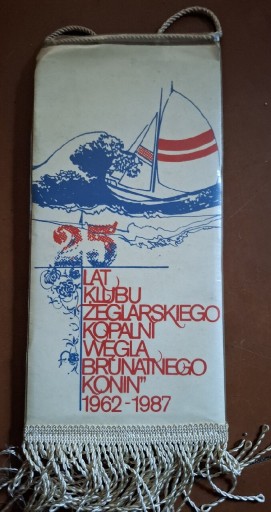 25
LAT
KLUBU
ŻEGLARSKIEGO
KOPALNI
WĘGLA
BRUNATNEGO
KONIN"
1962-1987